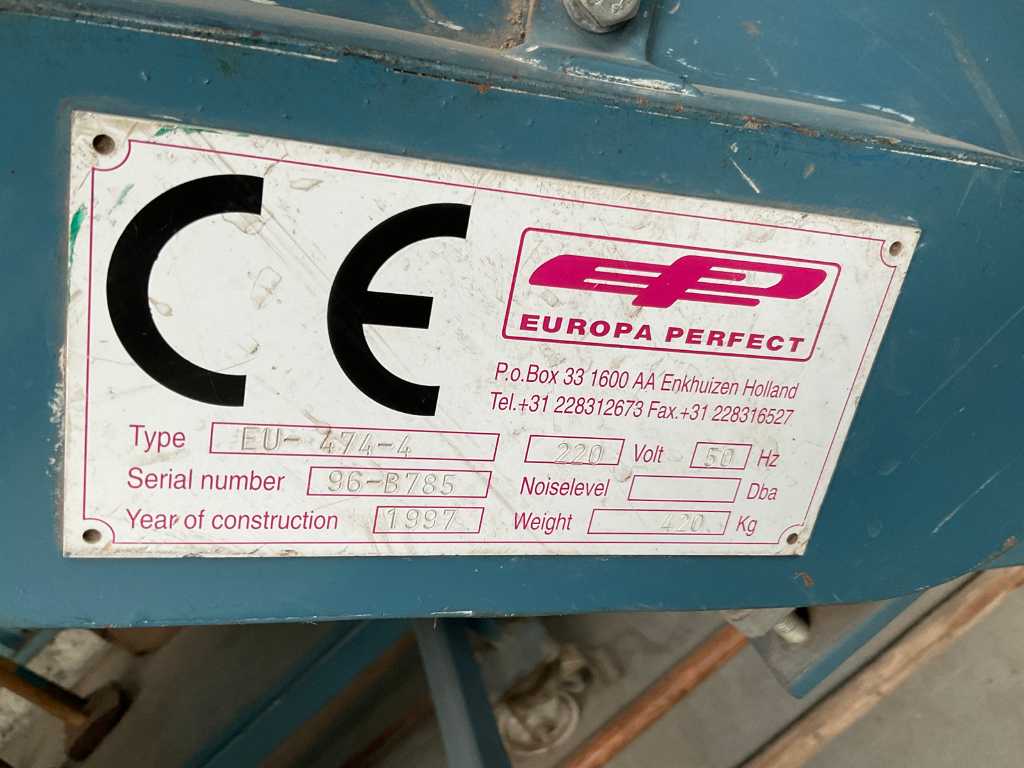 CE
EP
EUROPA PERFECT
P.o.Box 33 1600 AA Enkhuizen Holland
Tel.+31 228312673 Fax.+31 228316527
Type EU-474-4 220 Volt 50 Hz
Serial number 96-B785 Noiselevel Dba
Year of construction 1997 Weight 420 Kg